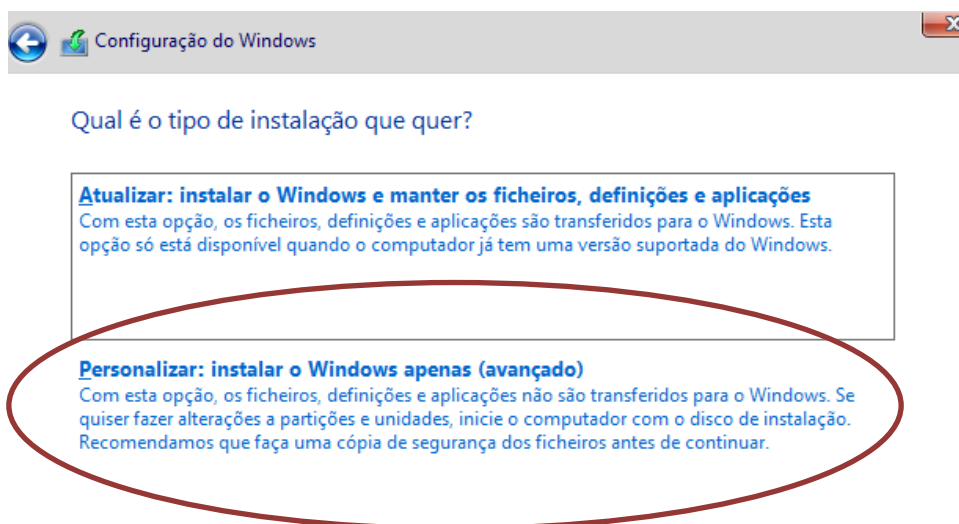 Configuração do Windows
Qual é o tipo de instalação que quer?
Atualizar: instalar o Windows e manter os ficheiros, definições e aplicações
Com esta opção, os ficheiros, definições e aplicações são transferidos para o Windows. Esta
opção só está disponível quando o computador já tem uma versão suportada do Windows.
Personalizar: instalar o Windows apenas (avançado)
Com esta opção, os ficheiros, definições e aplicações não são transferidos para o Windows. Se
quiser fazer alterações a partições e unidades, inicie o computador com o disco de instalação.
Recomendamos que faça uma cópia de segurança dos ficheiros antes de continuar.